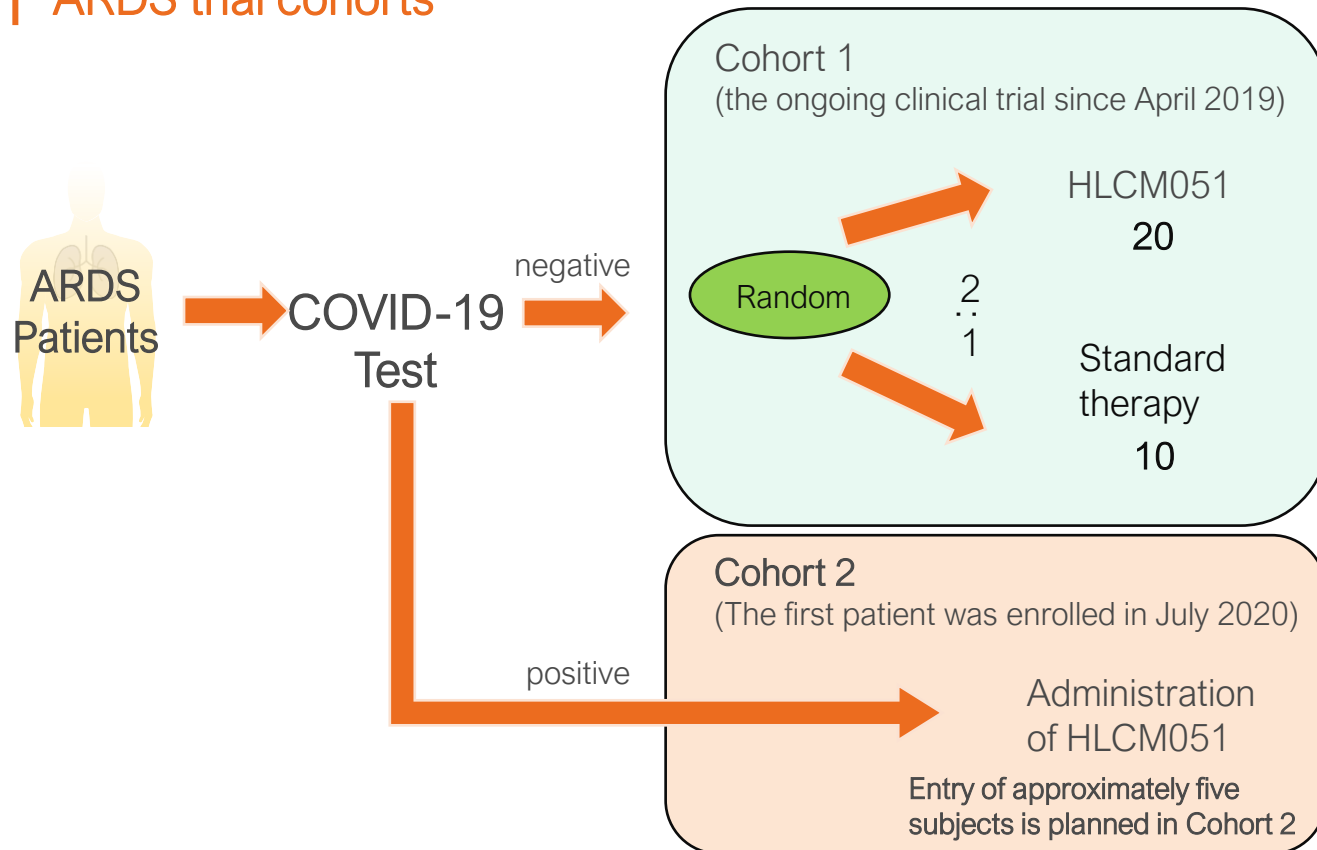 ARDS trial cohorts
Cohort 1
(the ongoing clinical trial since April 2019)
ARDS
Patients
COVID-19
Test
negative
Random
2
:
1
HLCM051
20
Standard
therapy
10
positive
Cohort 2
(The first patient was enrolled in July 2020)
Administration
of HLCM051
Entry of approximately five
subjects is planned in Cohort 2